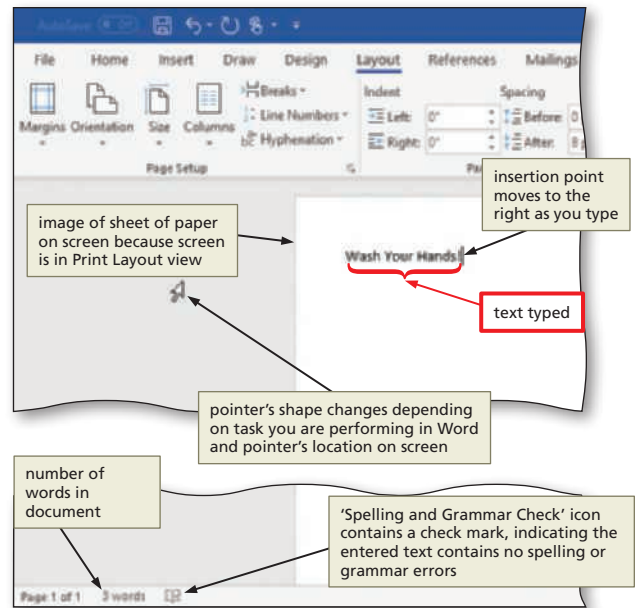 AutoSave Off
File Home Insert Draw Design Layout References Mailings
Margins Orientation Size Columns
Breaks
Line Numbers
Hyphenation
Page Setup
Indent
Left: 0"
Right: 0"
Spacing
Before: 0
After: 8 p
Pa
insertion point
moves to the
right as you type
image of sheet of paper
on screen because screen
is in Print Layout view
Wash Your Hands!
text typed
pointer’s shape changes depending
on task you are performing in Word
and pointer’s location on screen
number of
words in
document
‘Spelling and Grammar Check’ icon
contains a check mark, indicating the
entered text contains no spelling or
grammar errors
Page 1 of 1 3 words